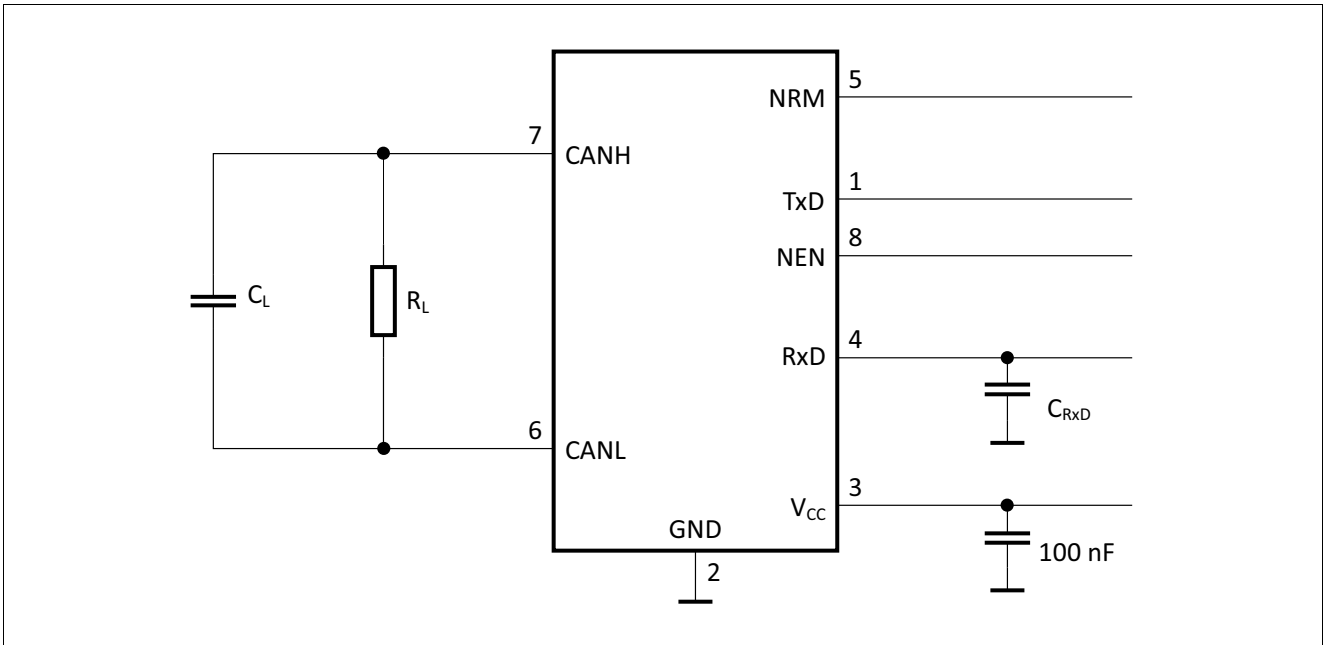 5
NRM
7
CANH
1
TxD
8
NEN
C_L
R_L
4
RxD
C_RxD
6
CANL
3
V_CC
GND
100 nF
2